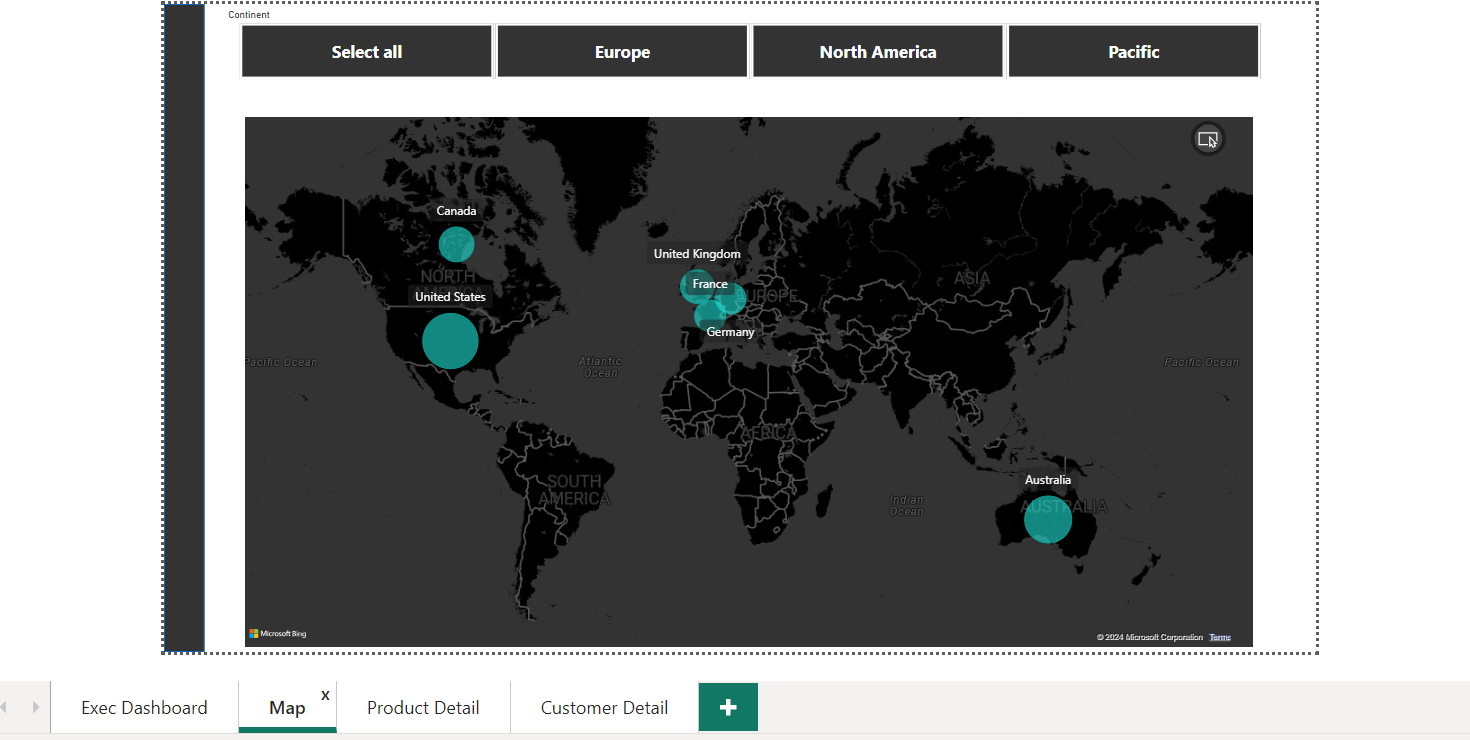 Continent
Select all
Europe
North America
Pacific
Canada
NORTH
AMERICA
United States
United Kingdom
France
EUROPE
Germany
ASIA
Pacific Ocean
Atlantic
Ocean
Pacific Ocean
AFRICA
SOUTH
AMERICA
Indian
Ocean
Australia
AUSTRALIA
Microsoft Bing
© 2024 Microsoft Corporation Terms
Exec Dashboard
Map
x
Product Detail
Customer Detail
+